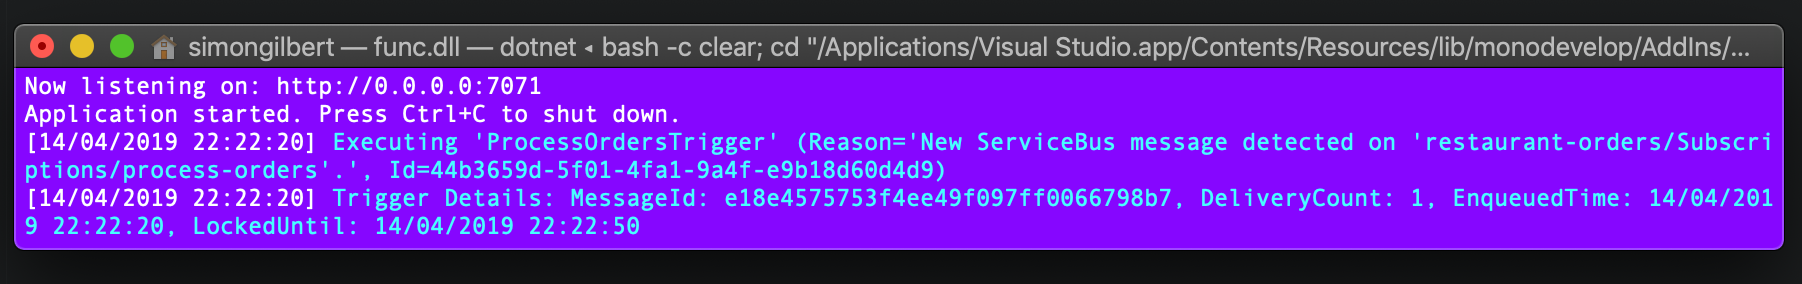 simongilbert — func.dll — dotnet ◂ bash -c clear; cd "/Applications/Visual Studio.app/Contents/Resources/lib/monodevelop/AddIns/...
Now listening on: http://0.0.0.0:7071
Application started. Press Ctrl+C to shut down.
[14/04/2019 22:22:20] Executing 'ProcessOrdersTrigger' (Reason='New ServiceBus message detected on 'restaurant-orders/Subscri
ptions/process-orders'.', Id=44b3659d-5f01-4fa1-9a4f-e9b18d60d4d9)
[14/04/2019 22:22:20] Trigger Details: MessageId: e18e4575753f4ee49f097ff0066798b7, DeliveryCount: 1, EnqueuedTime: 14/04/201
9 22:22:20, LockedUntil: 14/04/2019 22:22:50